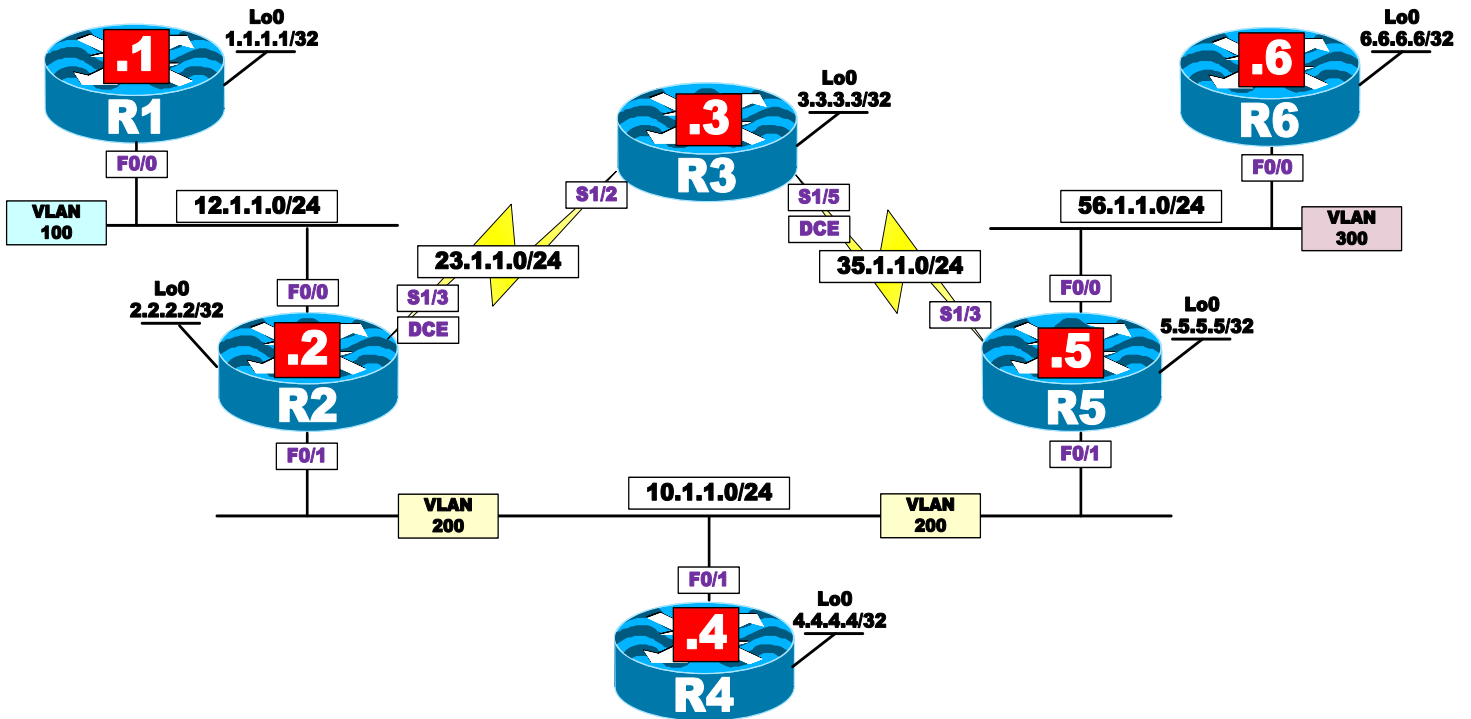 Lo0
1.1.1.1/32
.1
R1
F0/0
VLAN
100
12.1.1.0/24
Lo0
3.3.3.3/32
.3
R3
S1/2
S1/5
DCE
Lo0
6.6.6.6/32
.6
R6
F0/0
56.1.1.0/24
VLAN
300
23.1.1.0/24
35.1.1.0/24
Lo0
2.2.2.2/32
F0/0
S1/3
DCE
.2
R2
F0/1
S1/3
F0/0
Lo0
5.5.5.5/32
.5
R5
F0/1
VLAN
200
10.1.1.0/24
VLAN
200
F0/1
Lo0
4.4.4.4/32
.4
R4